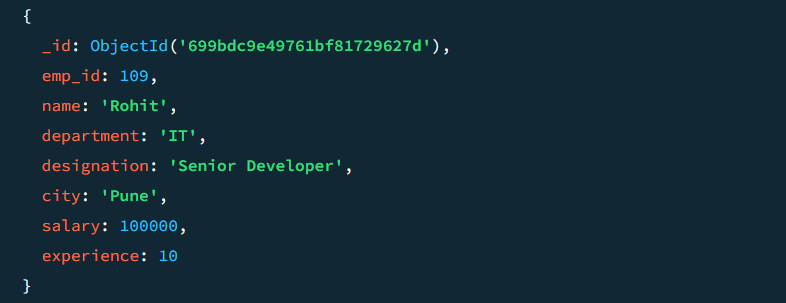 {
_id: ObjectId('699bdc9e49761bf81729627d'),
emp_id: 109,
name: 'Rohit',
department: 'IT',
designation: 'Senior Developer',
city: 'Pune',
salary: 100000,
experience: 10
}